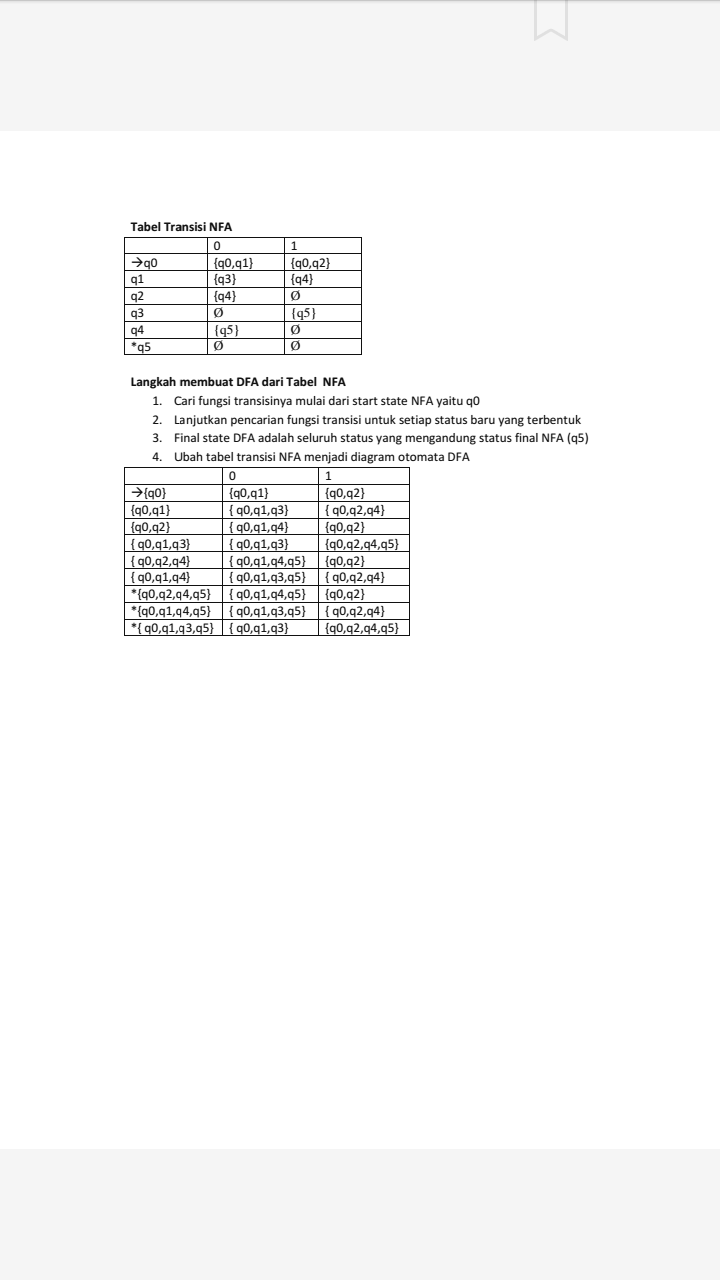 Tabel Transisi NFA
0 1
→q0 {q0,q1} {q0,q2}
q1 {q3} {q4}
q2 {q4} Ø
q3 Ø {q5}
q4 {q5} Ø
*q5 Ø Ø
Langkah membuat DFA dari Tabel NFA
1. Cari fungsi transisinya mulai dari start state NFA yaitu q0
2. Lanjutkan pencarian fungsi transisi untuk setiap status baru yang terbentuk
3. Final state DFA adalah seluruh status yang mengandung status final NFA (q5)
4. Ubah tabel transisi NFA menjadi diagram otomata DFA
0 1
→{q0} {q0,q1} {q0,q2}
{q0,q1} { q0,q1,q3} { q0,q2,q4}
{q0,q2} { q0,q1,q4} {q0,q2}
{ q0,q1,q3} { q0,q1,q3} {q0,q2,q4,q5}
{ q0,q2,q4} { q0,q1,q4,q5} {q0,q2}
{ q0,q1,q4} { q0,q1,q3,q5} { q0,q2,q4}
*{q0,q2,q4,q5} { q0,q1,q4,q5} {q0,q2}
*{q0,q1,q4,q5} { q0,q1,q3,q5} { q0,q2,q4}
*{ q0,q1,q3,q5} { q0,q1,q3} {q0,q2,q4,q5}